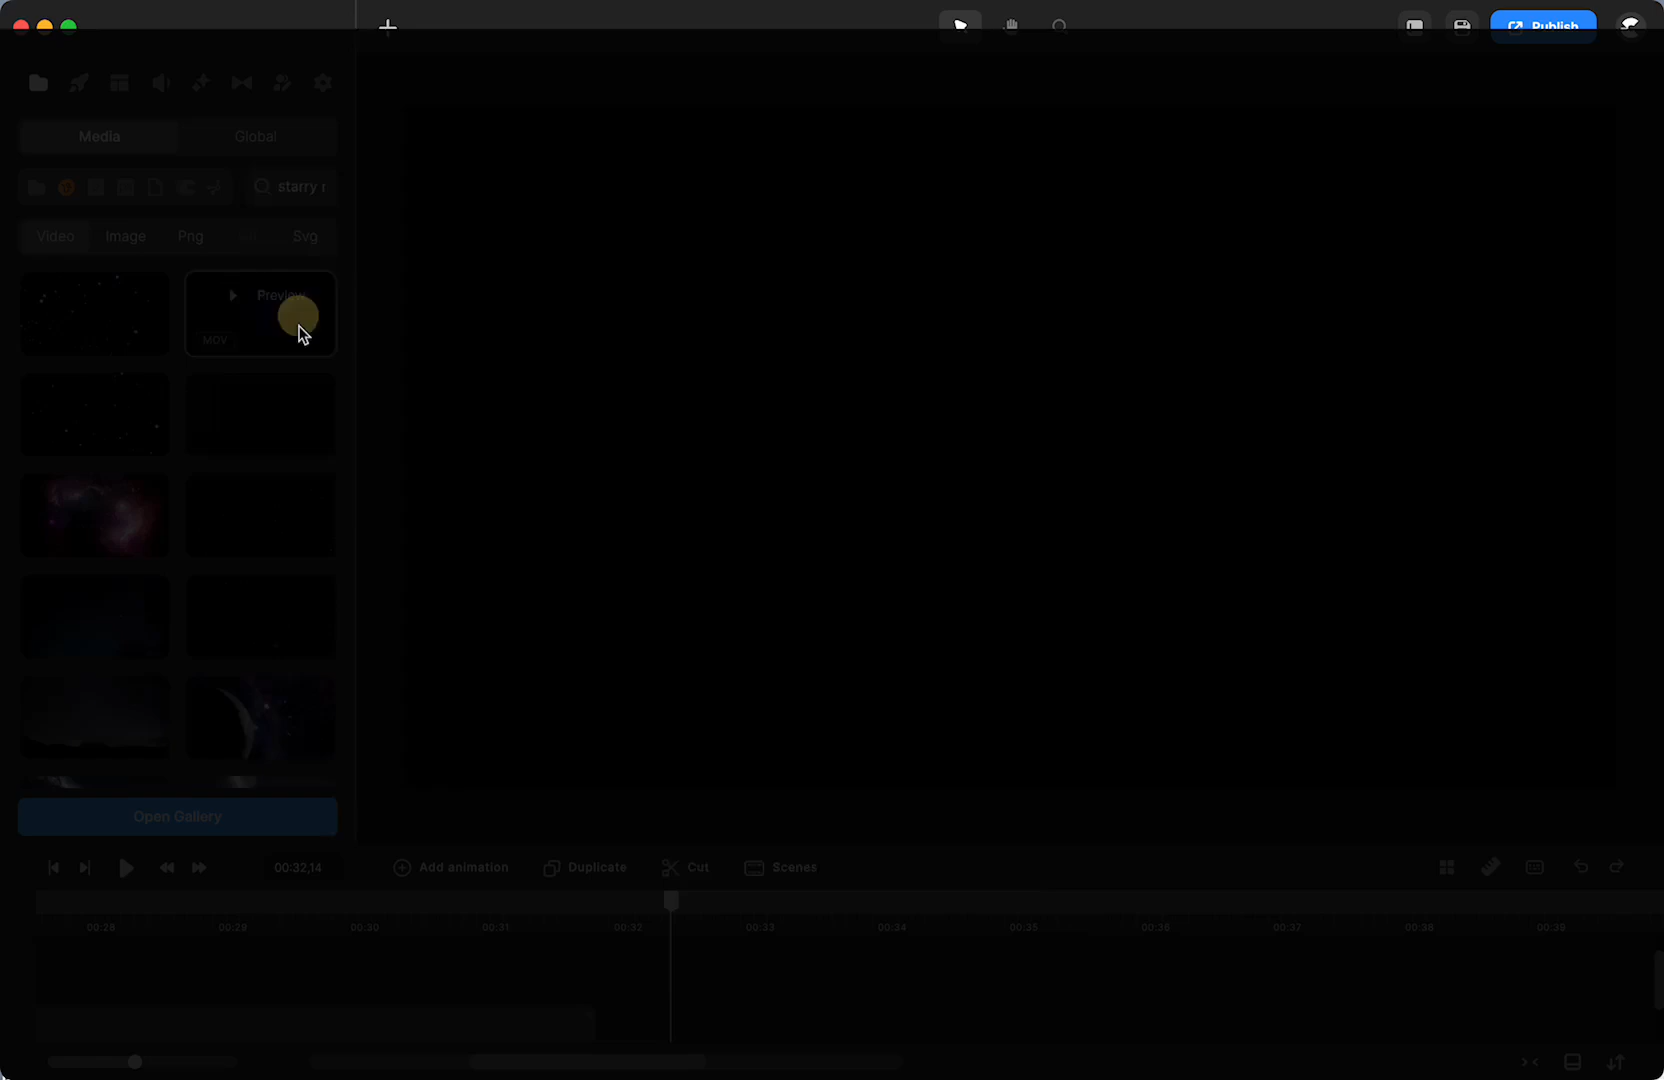 Publish
Media
Global
starry
Video
Image
Png
Svg
Preview
MOV
Open Gallery
00:32,14
Add animation
Duplicate
Cut
Scenes
00:28
00:29
00:30
00:31
00:32
00:33
00:34
00:35
00:36
00:37
00:38
00:39